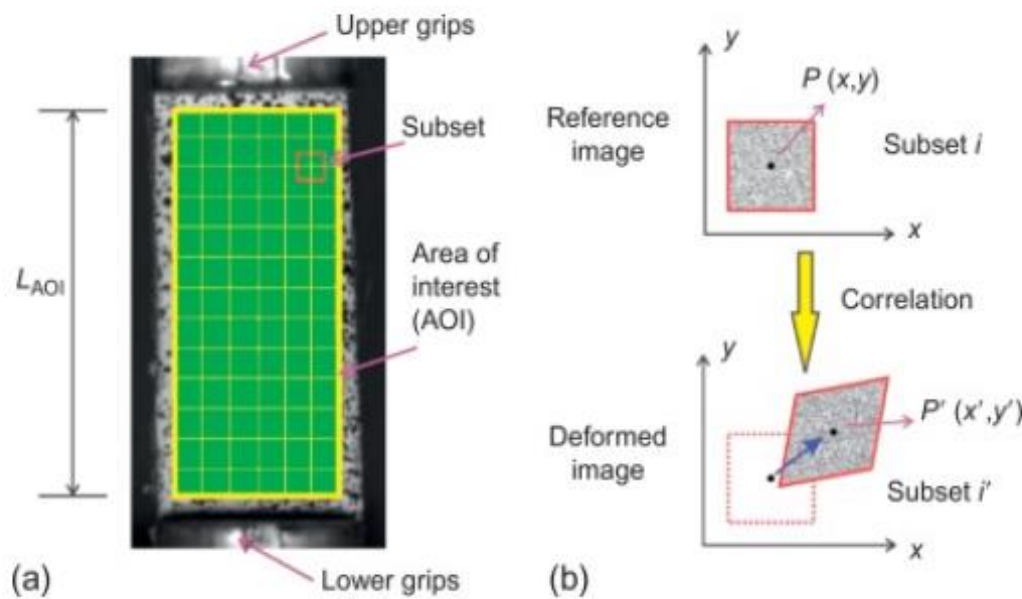 Upper grips
Subset
Area of
interest
(AOI)
L_AOI
Lower grips
(a)
y
P (x,y)
Reference
image
Subset i
x
Correlation
y
P' (x',y')
Deformed
image
Subset i'
x
(b)